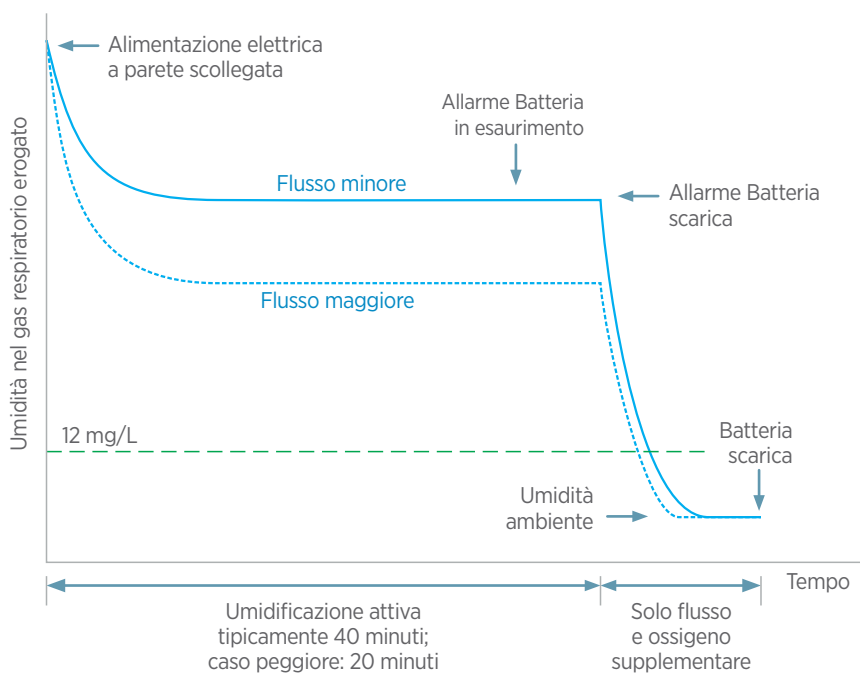 Alimentazione elettrica
a parete scollegata
Allarme Batteria
in esaurimento
Flusso minore
Allarme Batteria
scarica
Flusso maggiore
Umidità nel gas respiratorio erogato
12 mg/L
Batteria
scarica
Umidità
ambiente
Tempo
Umidificazione attiva
tipicamente 40 minuti;
caso peggiore: 20 minuti
Solo flusso
e ossigeno
supplementare